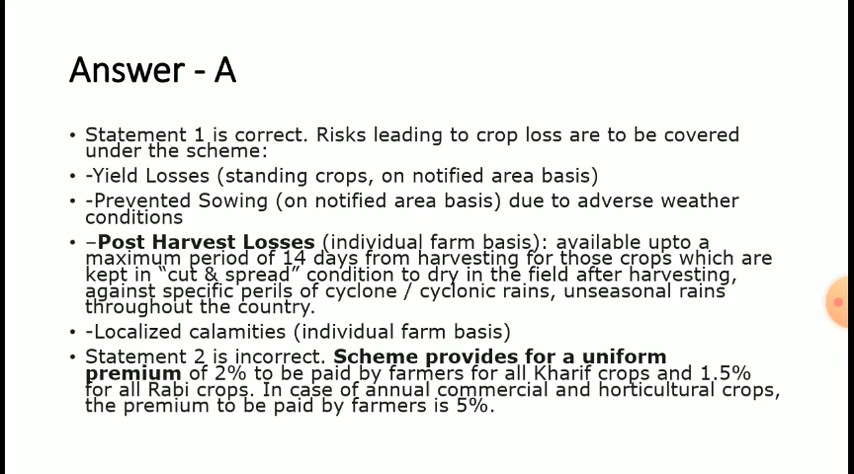 Answer - A
• Statement 1 is correct. Risks leading to crop loss are to be covered
under the scheme:
• -Yield Losses (standing crops, on notified area basis)
• -Prevented Sowing (on notified area basis) due to adverse weather
conditions
• –Post Harvest Losses (individual farm basis): available upto a
maximum period of 14 days from harvesting for those crops which are
kept in “cut & spread” condition to dry in the field after harvesting,
against specific perils of cyclone / cyclonic rains, unseasonal rains
throughout the country.
• -Localized calamities (individual farm basis)
• Statement 2 is incorrect. Scheme provides for a uniform
premium of 2% to be paid by farmers for all Kharif crops and 1.5%
for all Rabi crops. In case of annual commercial and horticultural crops,
the premium to be paid by farmers is 5%.